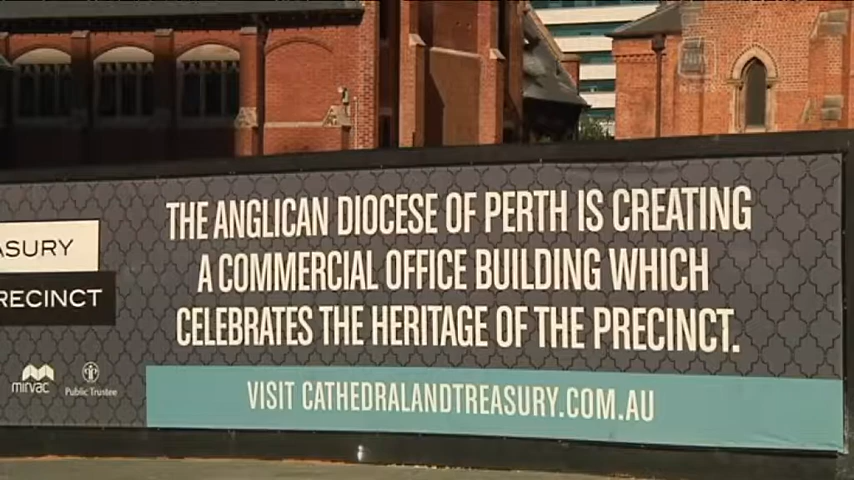 NEWS
THE ANGLICAN DIOCESE OF PERTH IS CREATING
A COMMERCIAL OFFICE BUILDING WHICH
CELEBRATES THE HERITAGE OF THE PRECINCT.
ASURY
RECINCT
mirvac
Public Trustee
VISIT CATHEDRALANDTREASURY.COM.AU